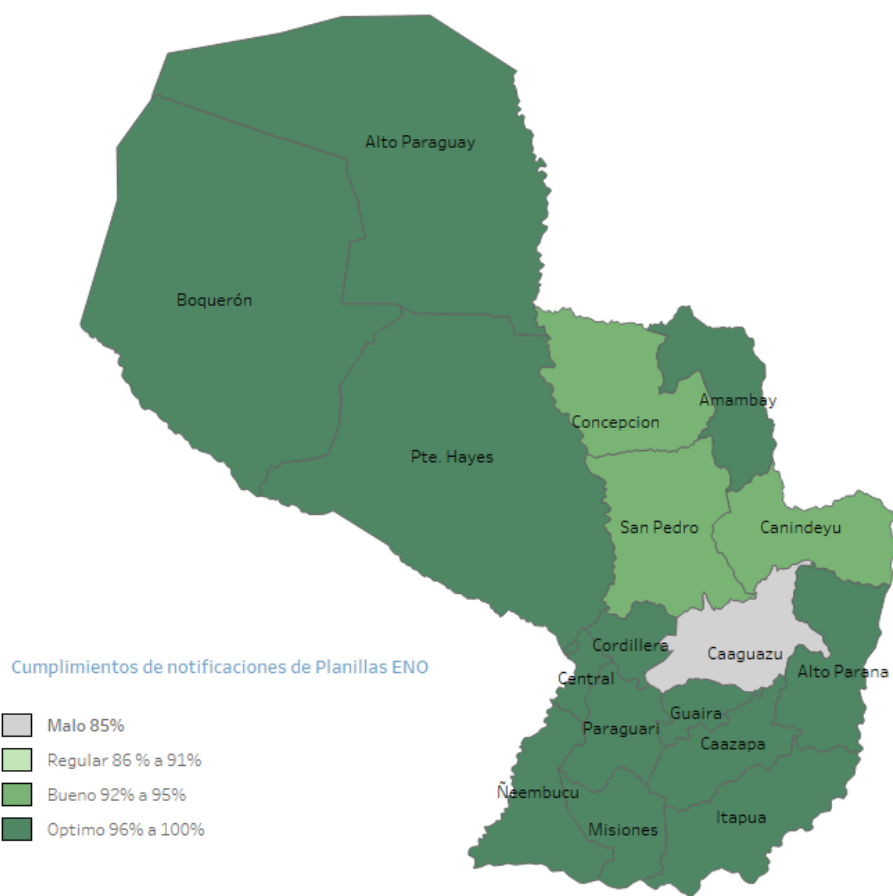 Alto Paraguay
Boquerón
Amambay
Concepcion
Pte. Hayes
San Pedro
Canindeyu
Cordillera
Caaguazu
Cumplimientos de notificaciones de Planillas ENO
Alto Parana
Central
Guaira
Malo 85%
Paraguari
Caazapa
Regular 86 % a 91%
Ñeembucu
Bueno 92% a 95%
Itapua
Optimo 96% a 100%
Misiones